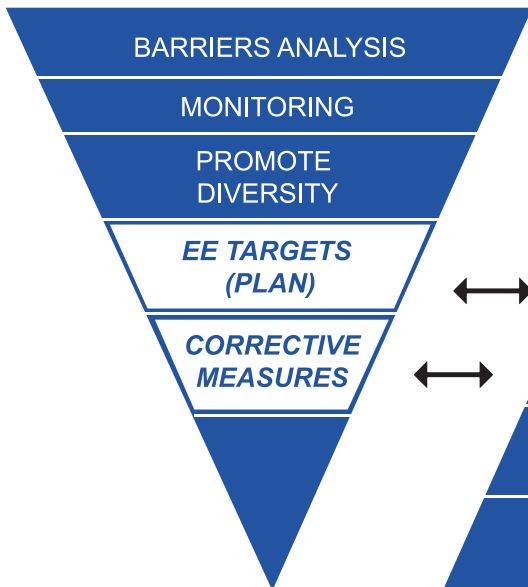 BARRIERS ANALYSIS
MONITORING
PROMOTE
DIVERSITY
EE TARGETS
(PLAN)
CORRECTIVE
MEASURES